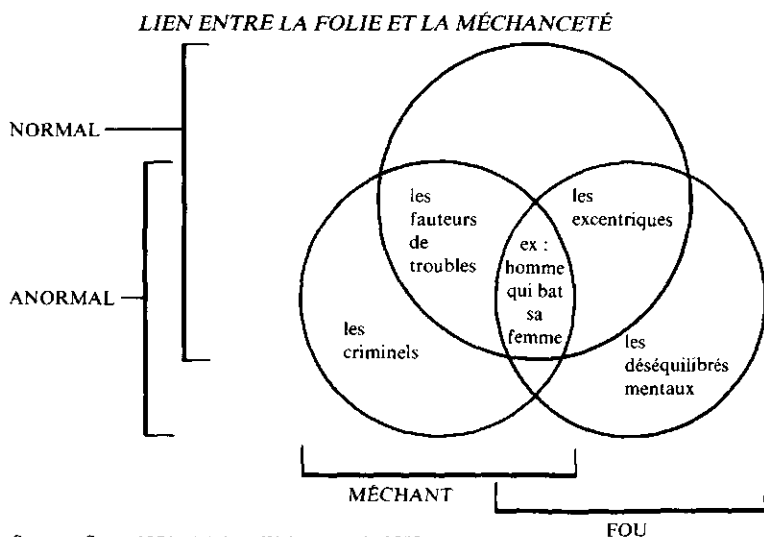 LIEN ENTRE LA FOLIE ET LA MÉCHANCETÉ
NORMAL
ANORMAL
les
fauteurs
de
troubles
les
excentriques
ex :
homme
qui bat
sa
femme
les
criminels
les
déséquilibrés
mentaux
MÉCHANT
FOU